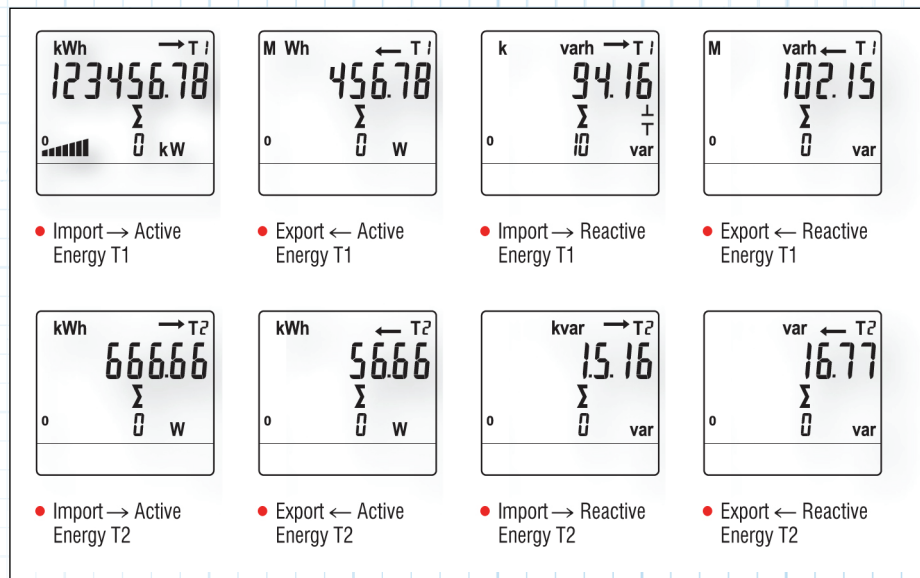 kWh → T1
123456.78
Σ
0 0 kW
● Import → Active
Energy T1
M Wh ← T1
456.78
Σ
0 0 W
● Export ← Active
Energy T1
k varh → T1
94.16
Σ ⊥
⊤
0 10 var
● Import → Reactive
Energy T1
M varh ← T1
102.15
Σ
0 0 var
● Export ← Reactive
Energy T1
kWh → T2
666.66
Σ
0 0 W
● Import → Active
Energy T2
kWh ← T2
56.66
Σ
0 0 W
● Export ← Active
Energy T2
kvar → T2
1.5.16
Σ
0 0 var
● Import → Reactive
Energy T2
var ← T2
16.77
Σ
0 0 var
● Export ← Reactive
Energy T2